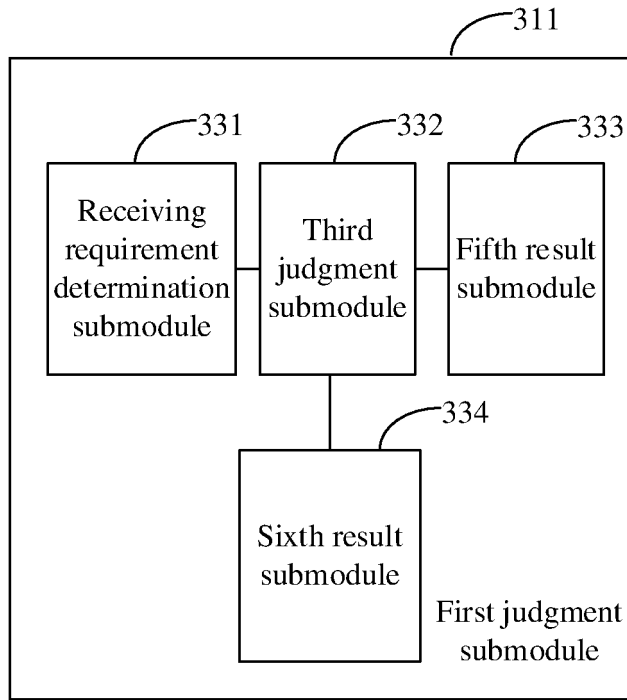 311
331
332
333
Receiving
requirement
determination
submodule
Third
judgment
submodule
Fifth result
submodule
334
Sixth result
submodule
First judgment
submodule